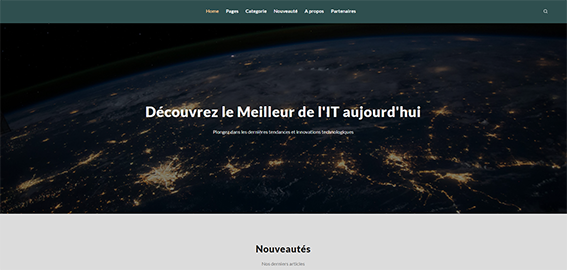 Home Pages Categorie Nouveauté A propos Partenaires
Découvrez le Meilleur de l'IT aujourd'hui
Plongez dans les dernières tendances et innovations technologiques
Nouveautés
Nos derniers articles